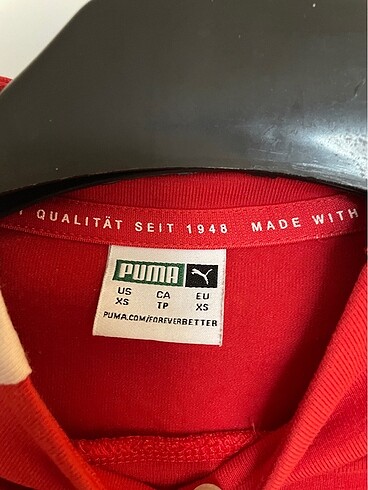 QUALITÄT SEIT 1948 MADE WITH
PUMA
US CA EU
XS TP XS
PUMA.COM/FOREVERBETTER